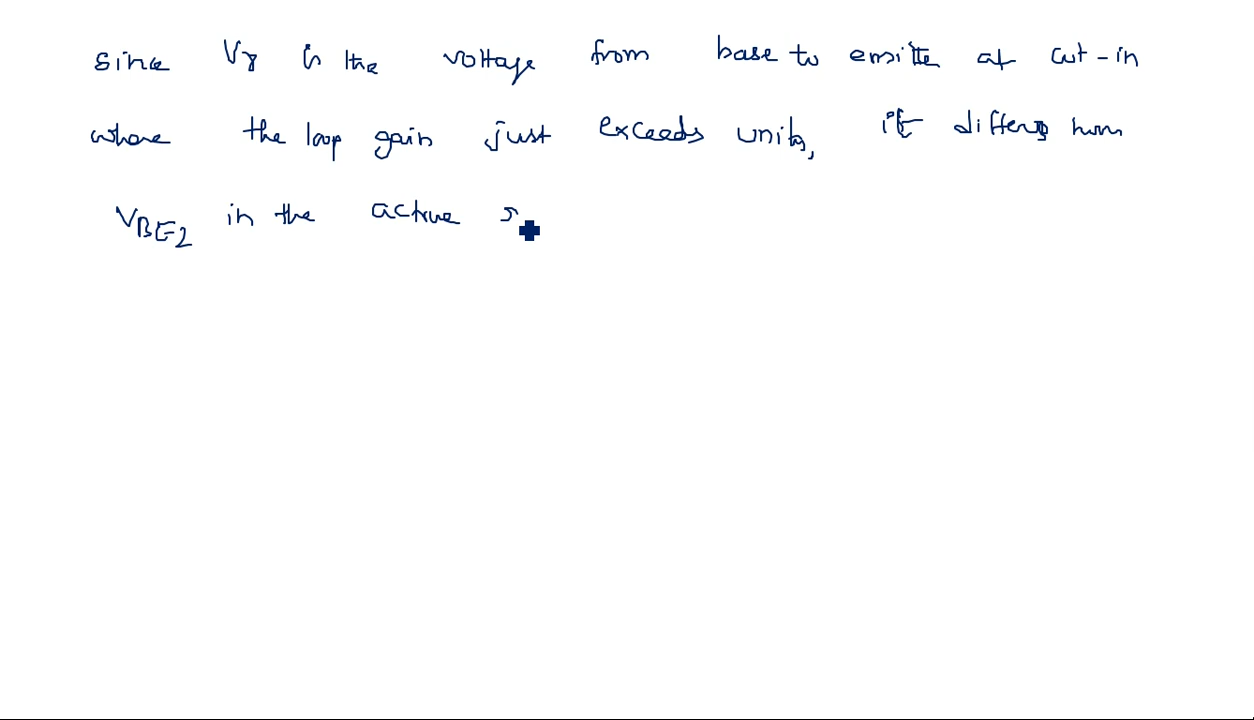 since Vγ is the voltage from base to emitter at cut-in
where the loop gain just exceeds unity, it differs from
VBE2 in the active